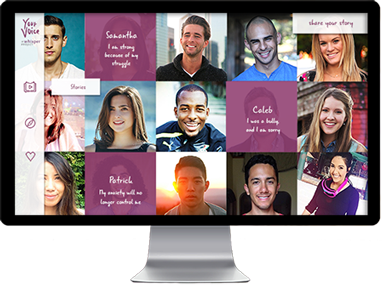 Your
Voice
Samantha
I am strong
because of my
struggle
share your story
Stories
Caleb
I was a bully,
and I am sorry
Patrick
My anxiety will no
longer control me